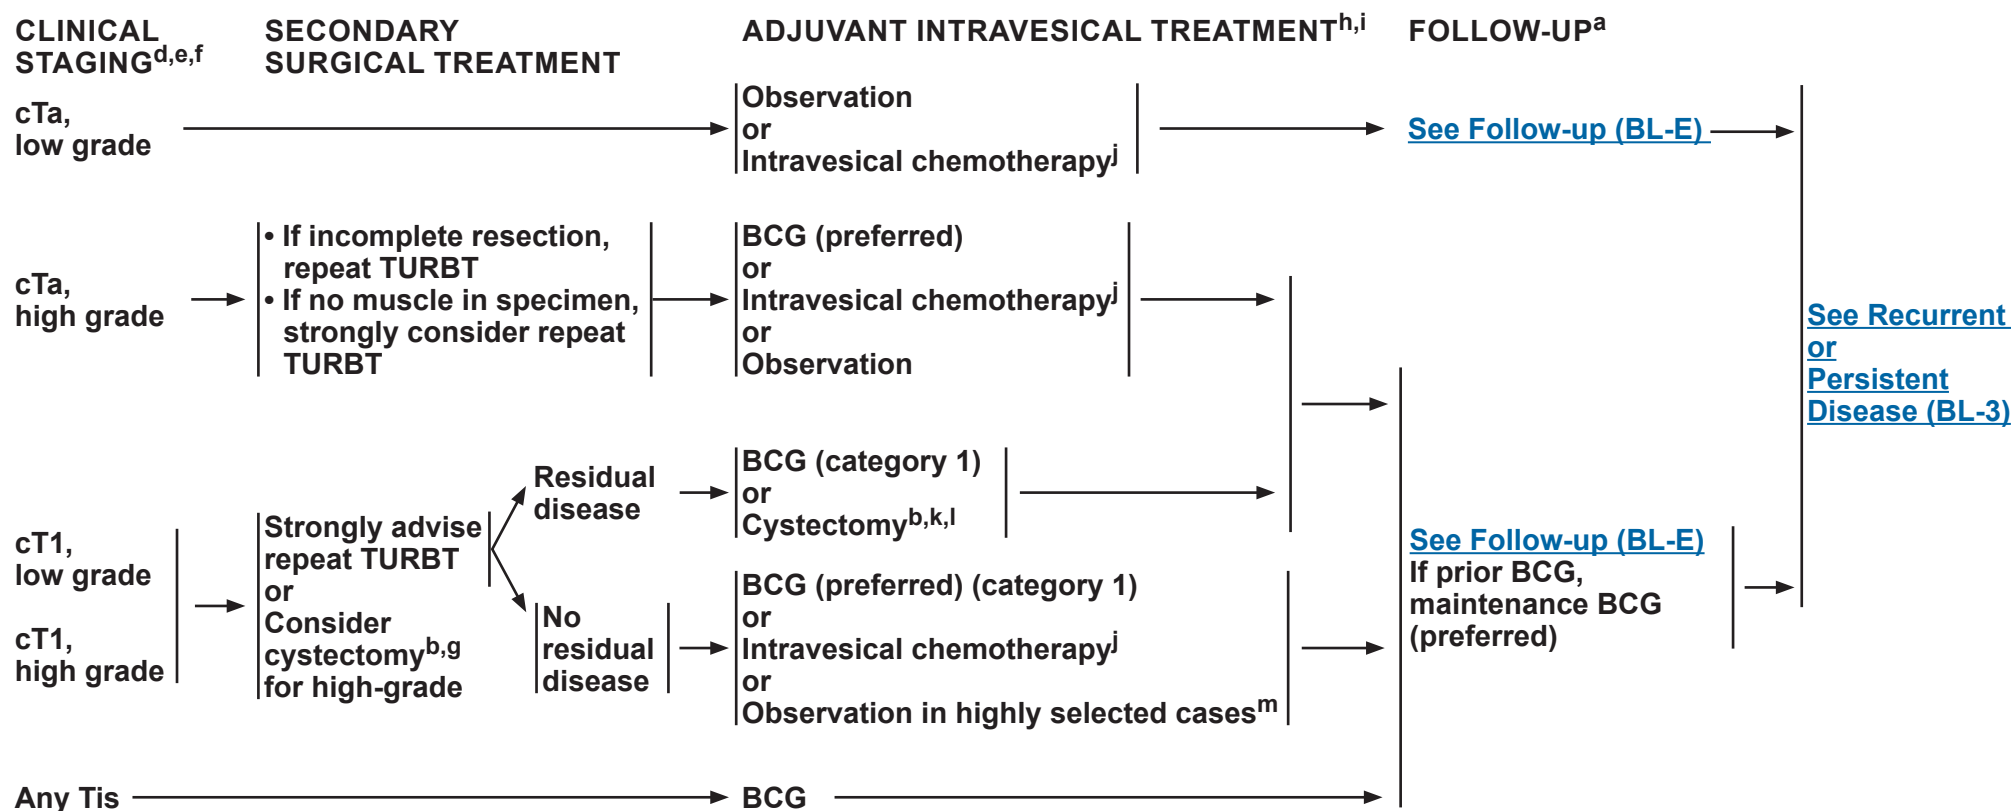 CLINICAL
STAGINGd,e,f
SECONDARY
SURGICAL TREATMENT
ADJUVANT INTRAVESICAL TREATMENTh,i
FOLLOW-UPa
cTa,
low grade
Observation
or
Intravesical chemotherapyj
See Follow-up (BL-E)
cTa,
high grade
• If incomplete resection,
repeat TURBT
• If no muscle in specimen,
strongly consider repeat
TURBT
BCG (preferred)
or
Intravesical chemotherapyj
or
Observation
See Recurrent
or
Persistent
Disease (BL-3)
cT1,
low grade
cT1,
high grade
Strongly advise
repeat TURBT
or
Consider
cystectomyb,g
for high-grade
Residual
disease
BCG (category 1)
or
Cystectomyb,k,l
No
residual
disease
BCG (preferred) (category 1)
or
Intravesical chemotherapyj
or
Observation in highly selected casesm
See Follow-up (BL-E)
If prior BCG,
maintenance BCG
(preferred)
Any Tis
BCG